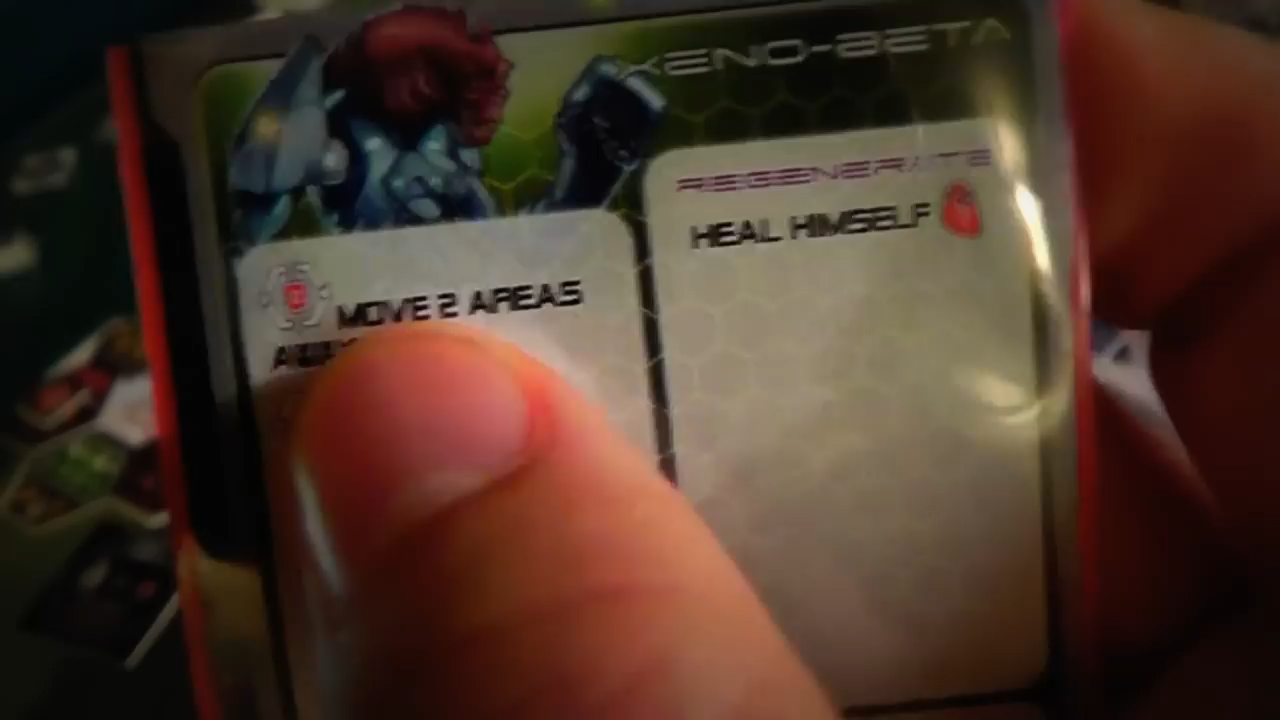 XENO-BETA
REGENERATE
HEAL HIMSELF
MOVE 2 AREAS